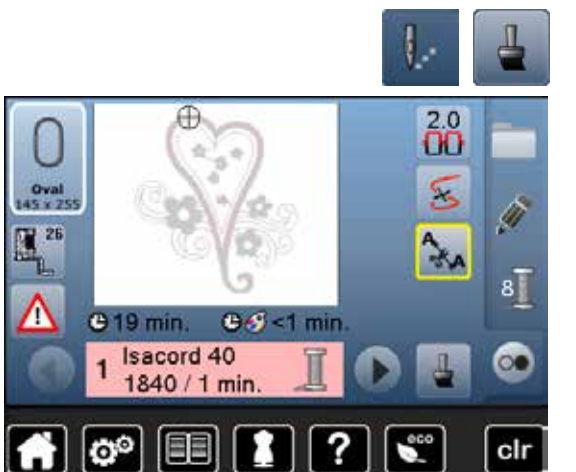 Oval
145 x 255
26
2.0
A
A
8
19 min.
<1 min.
1
Isacord 40
1840 / 1 min.
?
eco
clr